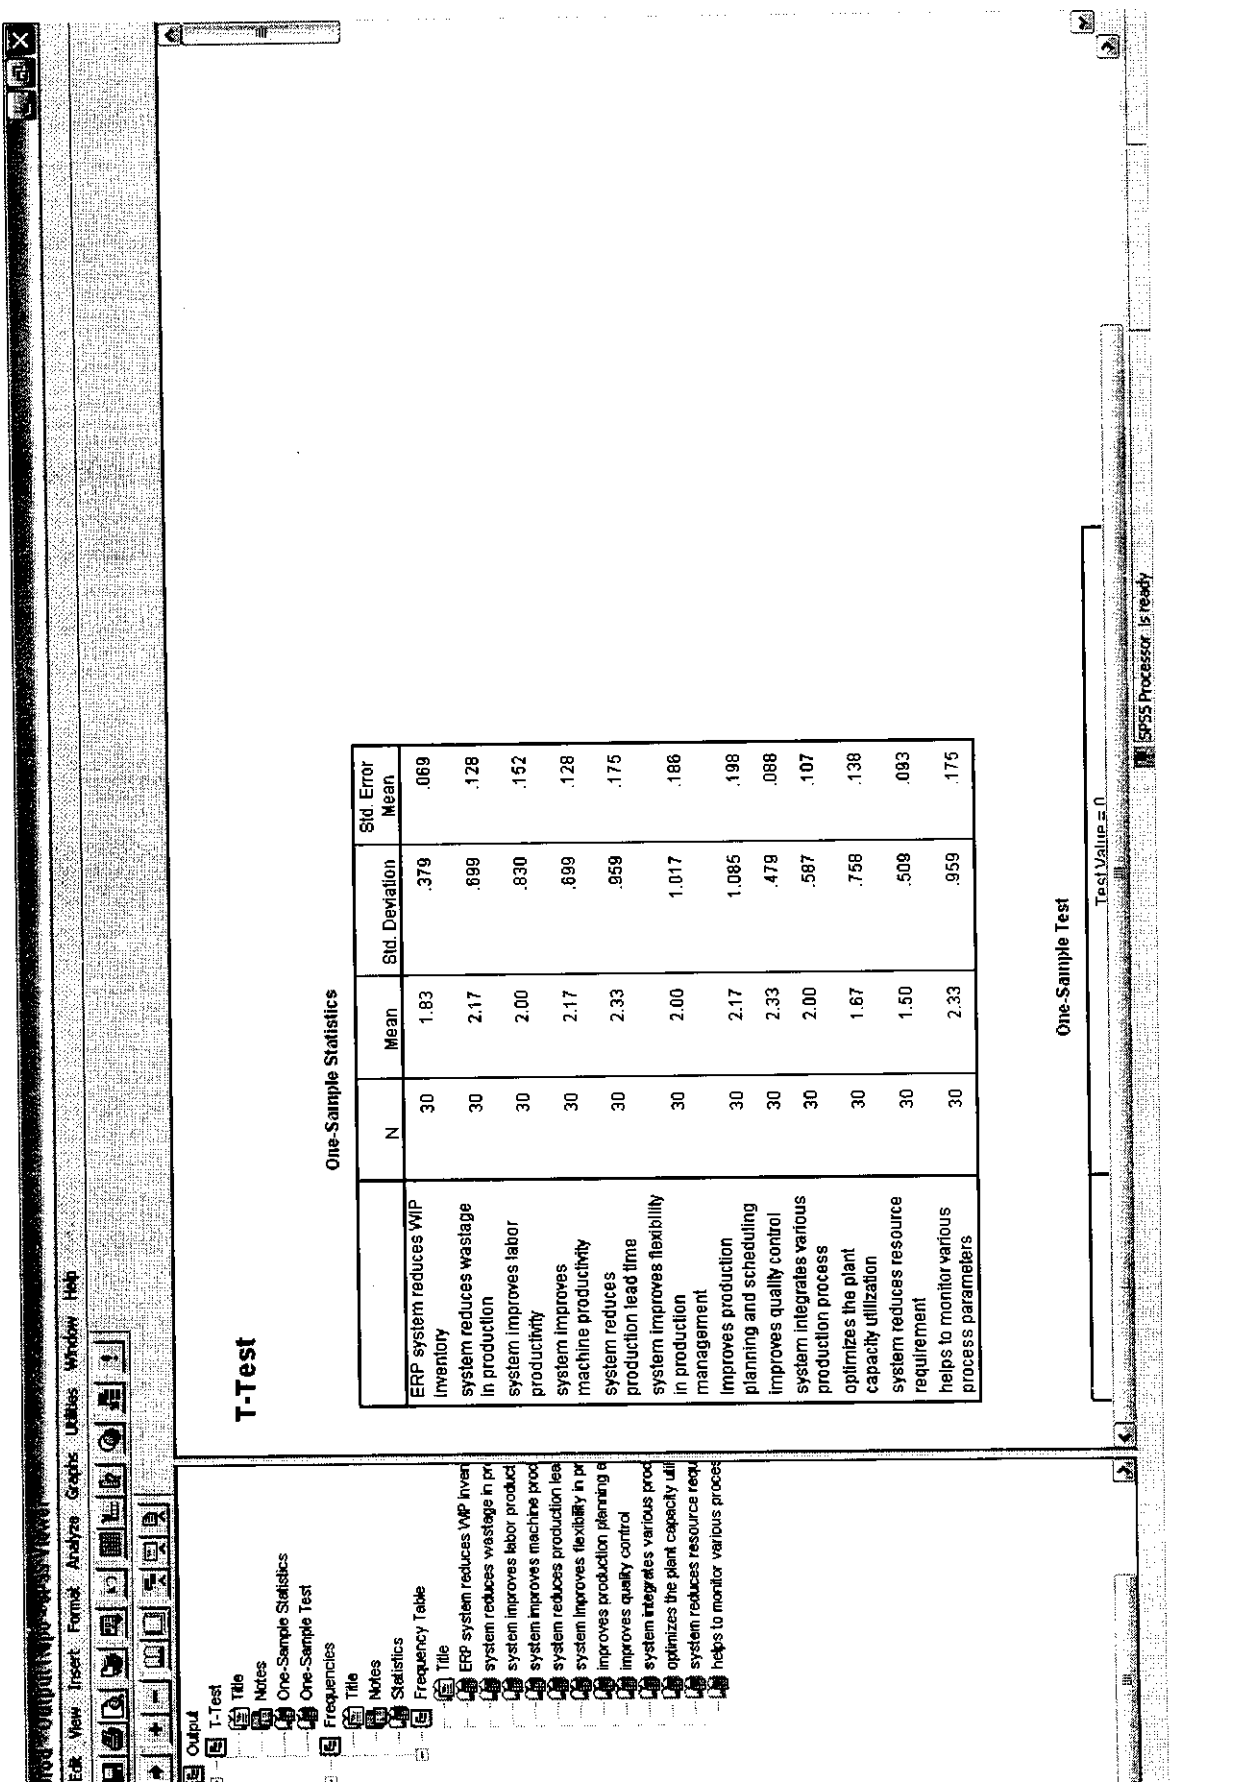 Edit View Insert Format Analyze Graphs Utilities Window Help
Output
T-Test
Title
Notes
One-Sample Statistics
One-Sample Test
Frequencies
Title
Notes
Statistics
Frequency Table
Title
ERP system reduces WIP inven
system reduces wastage in pro
system improves labor product
system improves machine prod
system reduces production lea
system improves flexibility in pr
improves production planning a
improves quality control
system integrates various prod
optimizes the plant capacity utili
system reduces resource requ
helps to monitor various proces
T-Test
One-Sample Statistics
N Mean Std. Deviation Std. Error
Mean
ERP system reduces WIP
inventory 30 1.83 .379 .069
system reduces wastage
in production 30 2.17 .699 .128
system improves labor
productivity 30 2.00 .830 .152
system improves
machine productivity 30 2.17 .699 .128
system reduces
production lead time 30 2.33 .959 .175
system improves flexibility
in production
management 30 2.00 1.017 .186
improves production
planning and scheduling 30 2.17 1.085 .198
improves quality control 30 2.33 .479 .088
system integrates various
production process 30 2.00 .587 .107
optimizes the plant
capacity utilization 30 1.67 .758 .138
system reduces resource
requirement 30 1.50 .509 .093
helps to monitor various
process parameters 30 2.33 .959 .175
One-Sample Test
Test Value = 0
SPSS Processor is ready